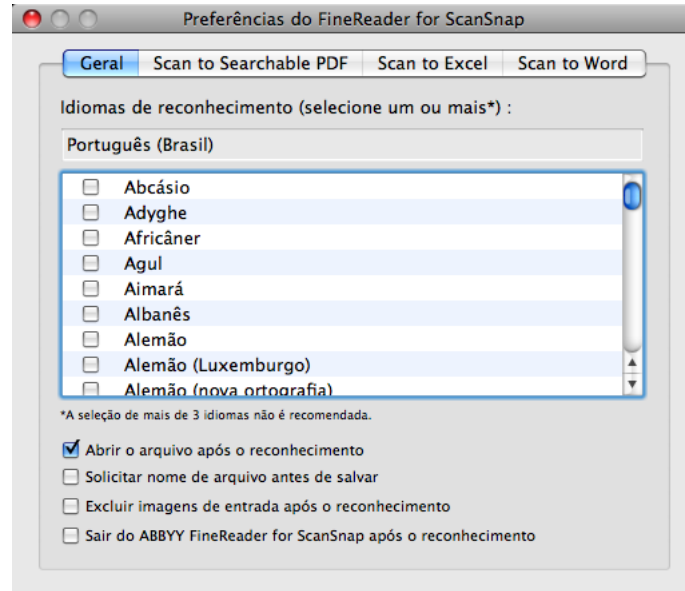 Preferências do FineReader for ScanSnap
Geral Scan to Searchable PDF Scan to Excel Scan to Word
Idiomas de reconhecimento (selecione um ou mais*) :
Português (Brasil)
Abcásio
Adyghe
Africâner
Agul
Aimará
Albanês
Alemão
Alemão (Luxemburgo)
Alemão (nova ortografia)
*A seleção de mais de 3 idiomas não é recomendada.
Abrir o arquivo após o reconhecimento
Solicitar nome de arquivo antes de salvar
Excluir imagens de entrada após o reconhecimento
Sair do ABBYY FineReader for ScanSnap após o reconhecimento